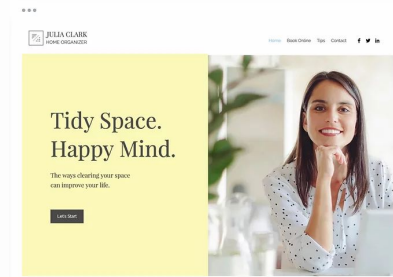 JULIA CLARK
HOME ORGANIZER
Home Book Online Tips Contact
Tidy Space.
Happy Mind.
The ways clearing your space
can improve your life.
Let's Start